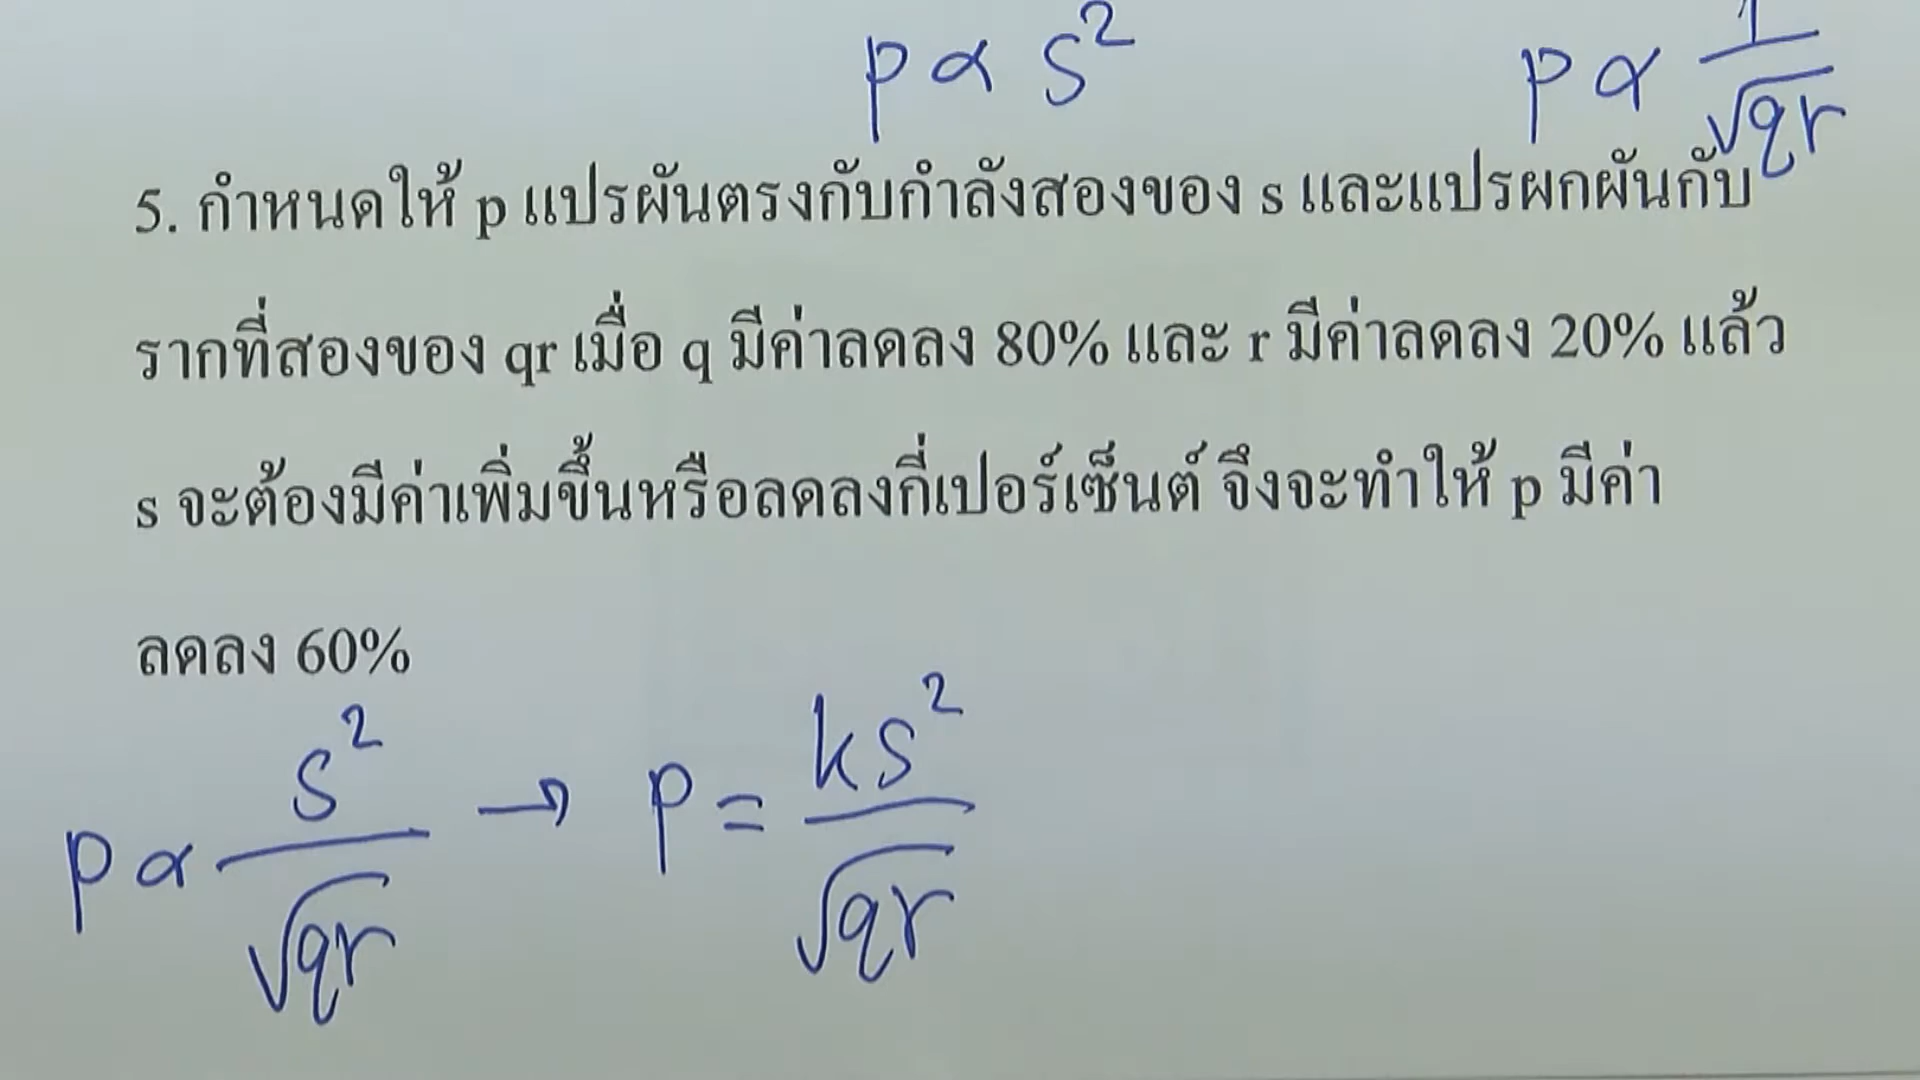 p ∝ s² p ∝ 1/√qr
5. กำหนดให้ p แปรผันตรงกับกำลังสองของ s และแปรผกผันกับ
รากที่สองของ qr เมื่อ q มีค่าลดลง 80% และ r มีค่าลดลง 20% แล้ว
s จะต้องมีค่าเพิ่มขึ้นหรือลดลงกี่เปอร์เซ็นต์ จึงจะทำให้ p มีค่า
ลดลง 60%
p ∝ s²/√qr → p = ks²/√qr